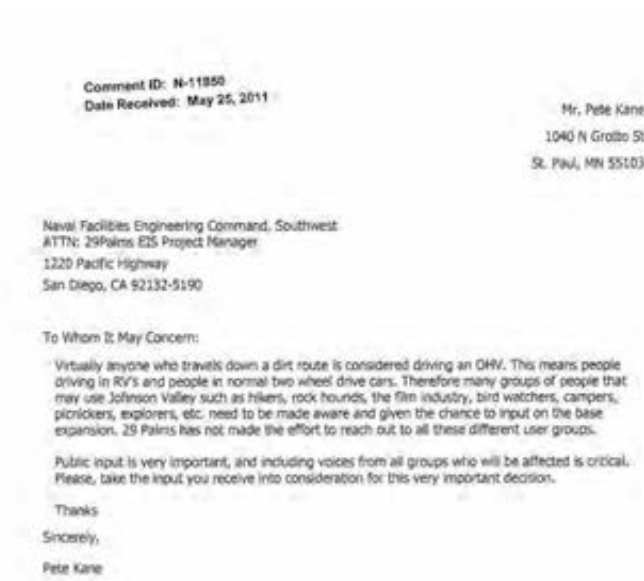 Comment ID: N-11850
Date Received: May 25, 2011
Mr. Pete Kane
1040 N Grotto St
St. Paul, MN 55103
Naval Facilities Engineering Command, Southwest
ATTN: 29Palms EIS Project Manager
1220 Pacific Highway
San Diego, CA 92132-5190
To Whom It May Concern:
Virtually anyone who travels down a dirt route is considered driving an OHV. This means people
driving in RV's and people in normal two wheel drive cars. Therefore many groups of people that
may use Johnson Valley such as hikers, rock hounds, the film industry, bird watchers, campers,
picnickers, explorers, etc. need to be made aware and given the chance to input on the base
expansion. 29 Palms has not made the effort to reach out to all these different user groups.
Public input is very important, and including voices from all groups who will be affected is critical.
Please, take the input you receive into consideration for this very important decision.
Thanks
Sincerely,
Pete Kane